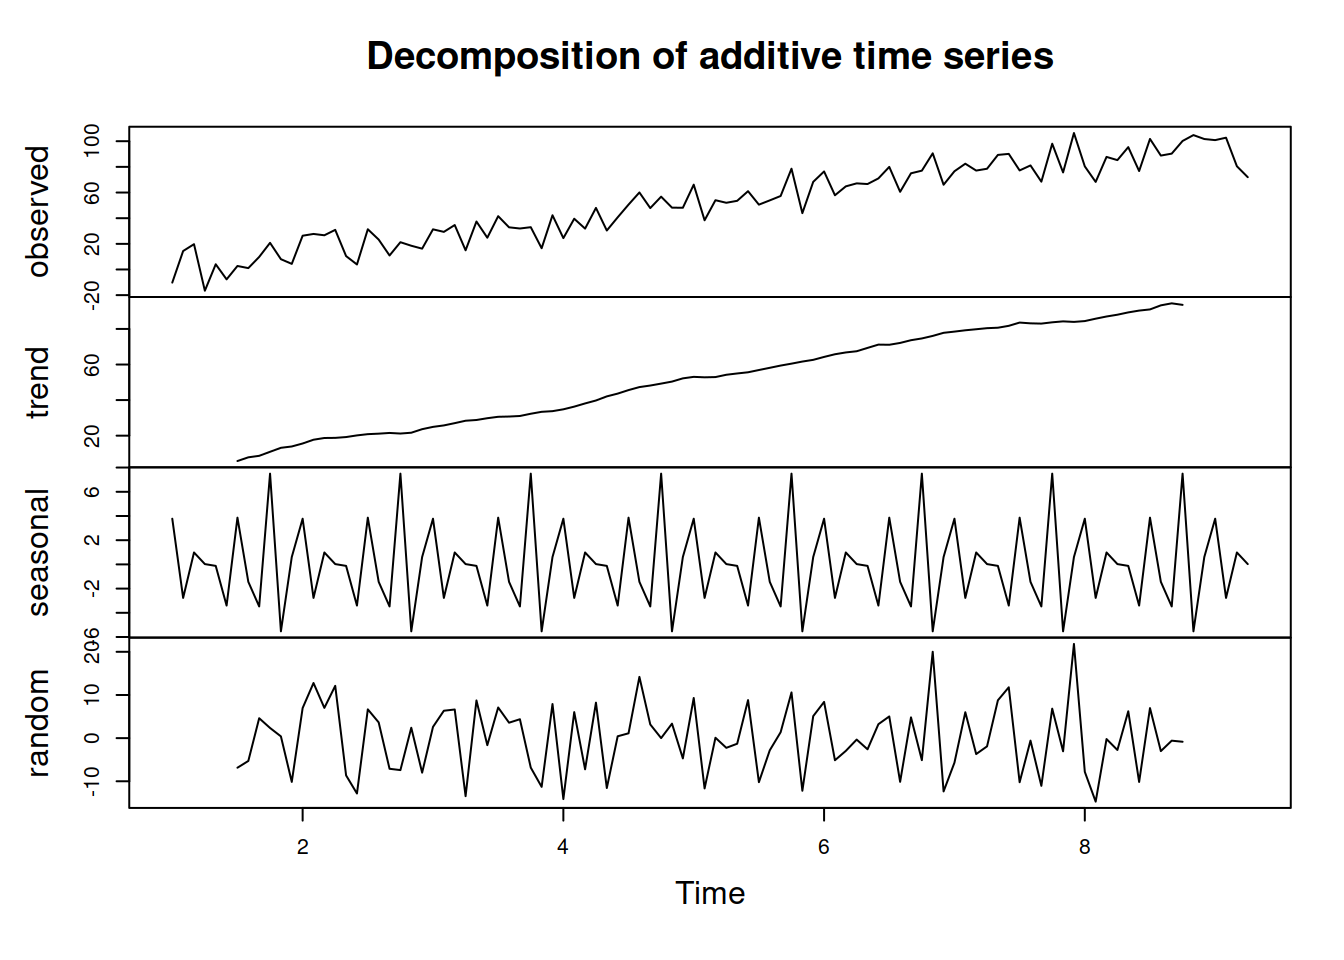 Decomposition of additive time series
observed
-20 20 60 100
trend
20 60
seasonal
-6 -2 2 6
random
-10 0 10 20
2 4 6 8
Time